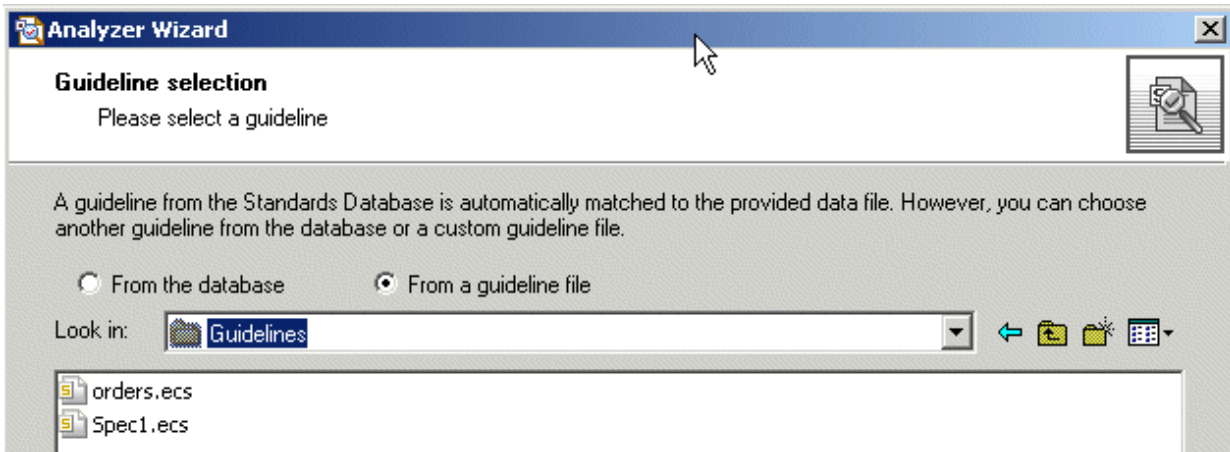 Analyzer Wizard
Guideline selection
Please select a guideline
A guideline from the Standards Database is automatically matched to the provided data file. However, you can choose
another guideline from the database or a custom guideline file.
From the database From a guideline file
Look in: Guidelines
orders.ecs
Spec1.ecs